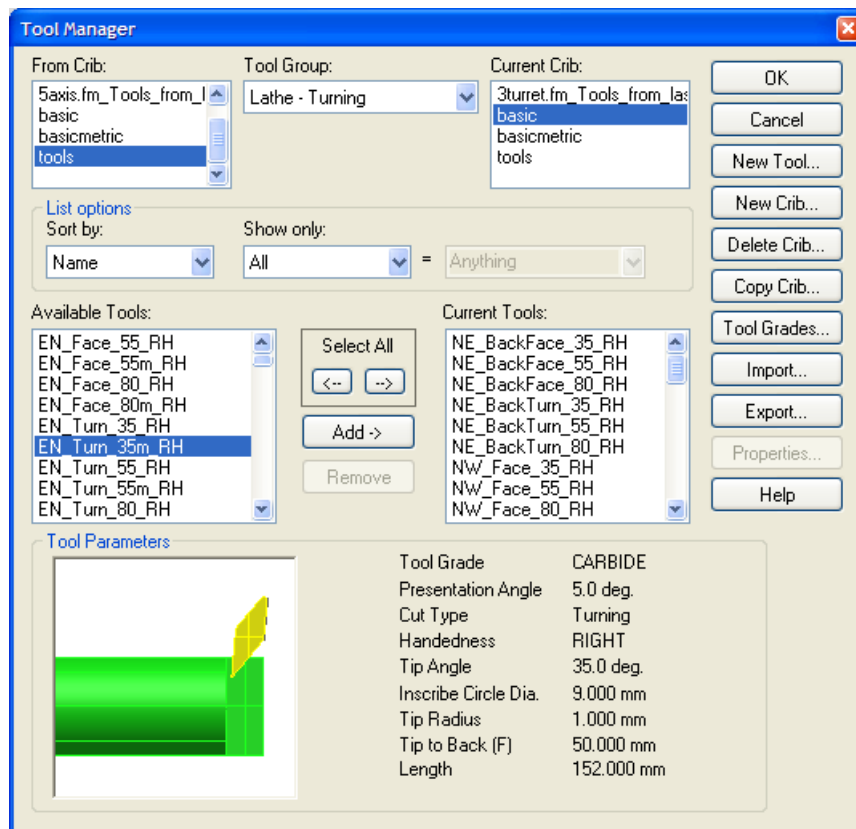 Tool Manager
From Crib:
Tool Group:
Current Crib:
5axis.fm_Tools_from_l
basic
basicmetric
tools
Lathe - Turning
3turret.fm_Tools_from_las
basic
basicmetric
tools
OK
Cancel
New Tool...
New Crib...
Delete Crib...
Copy Crib...
Tool Grades...
Import...
Export...
Properties...
Help
List options
Sort by:
Show only:
Name
All
=
Anything
Available Tools:
Current Tools:
EN_Face_55_RH
EN_Face_55m_RH
EN_Face_80_RH
EN_Face_80m_RH
EN_Turn_35_RH
EN_Turn_35m_RH
EN_Turn_55_RH
EN_Turn_55m_RH
EN_Turn_80_RH
Select All
<--
-->
Add ->
Remove
NE_BackFace_35_RH
NE_BackFace_55_RH
NE_BackFace_80_RH
NE_BackTurn_35_RH
NE_BackTurn_55_RH
NE_BackTurn_80_RH
NW_Face_35_RH
NW_Face_55_RH
NW_Face_80_RH
Tool Parameters
Tool Grade CARBIDE
Presentation Angle 5.0 deg.
Cut Type Turning
Handedness RIGHT
Tip Angle 35.0 deg.
Inscribe Circle Dia. 9.000 mm
Tip Radius 1.000 mm
Tip to Back (F) 50.000 mm
Length 152.000 mm